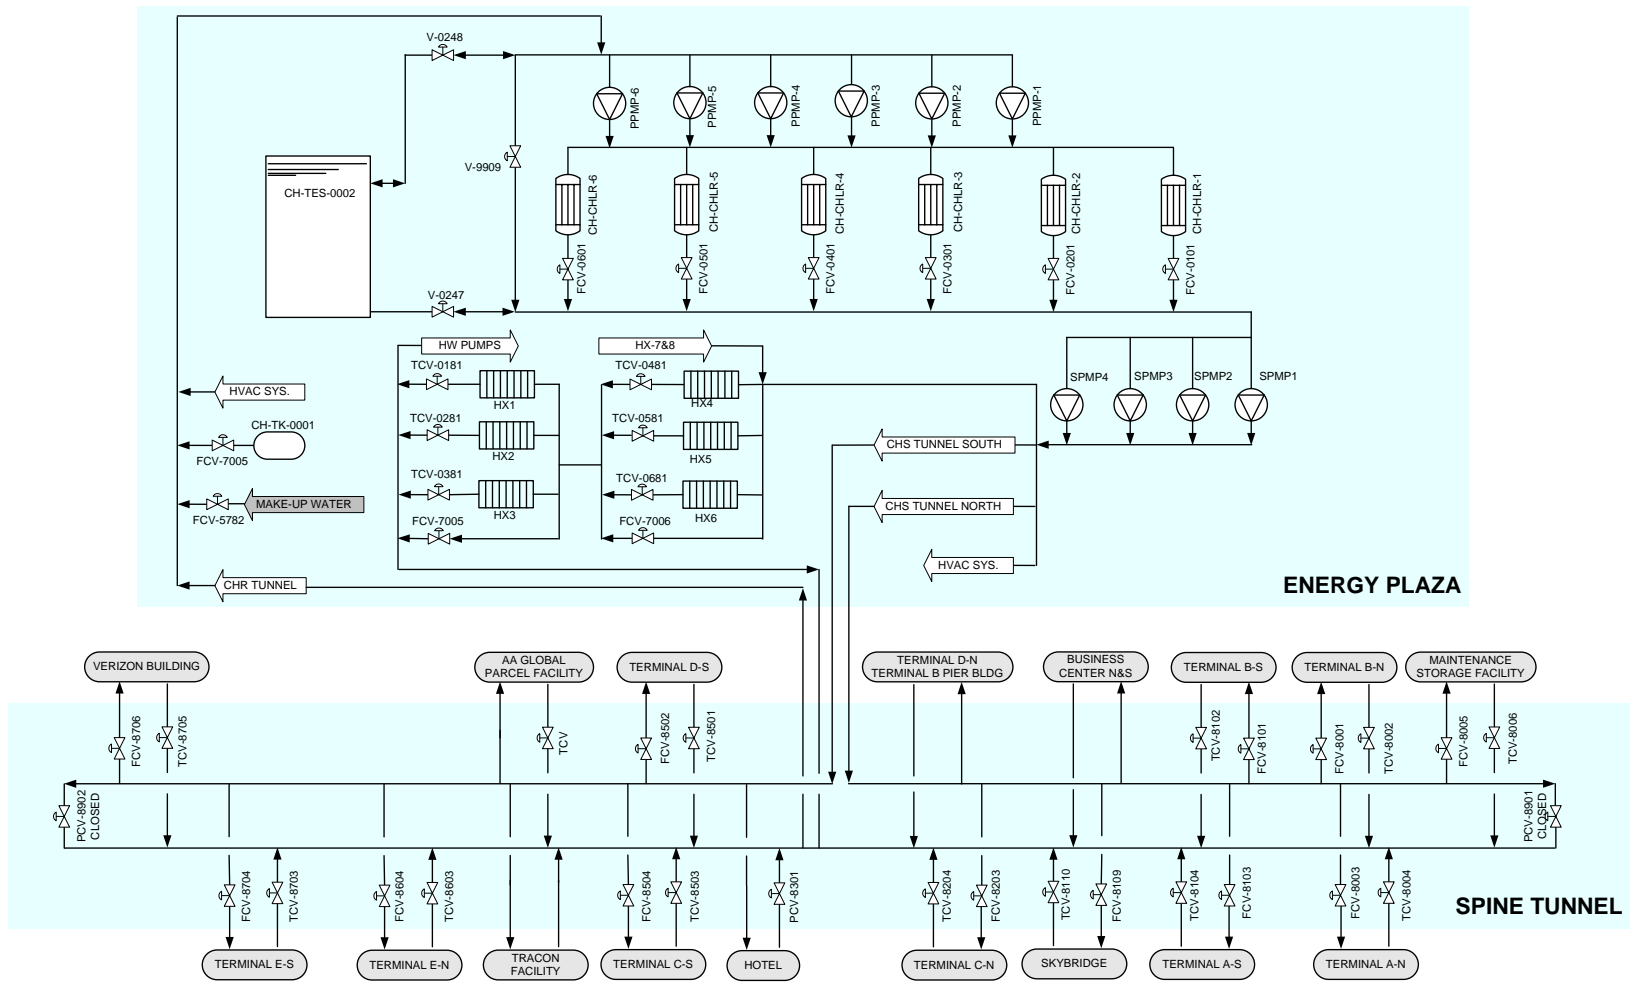 V-0248
PPMP-6
PPMP-5
PPMP-4
PPMP-3
PPMP-2
PPMP-1
V-9909
CH-TES-0002
CH-CHLR-6
CH-CHLR-5
CH-CHLR-4
CH-CHLR-3
CH-CHLR-2
CH-CHLR-1
FCV-0601
FCV-0501
FCV-0401
FCV-0301
FCV-0201
FCV-0101
V-0247
HW PUMPS
HX-7&8
TCV-0181
HX1
TCV-0281
HX2
TCV-0381
HX3
FCV-7005
TCV-0481
HX4
TCV-0581
HX5
TCV-0681
HX6
FCV-7006
SPMP4
SPMP3
SPMP2
SPMP1
HVAC SYS.
CH-TK-0001
FCV-7005
MAKE-UP WATER
FCV-5782
CHR TUNNEL
CHS TUNNEL SOUTH
CHS TUNNEL NORTH
HVAC SYS.
ENERGY PLAZA
VERIZON BUILDING
AA GLOBAL
PARCEL FACILITY
TERMINAL D-S
TERMINAL D-N
TERMINAL B PIER BLDG
BUSINESS
CENTER N&S
TERMINAL B-S
TERMINAL B-N
MAINTENANCE
STORAGE FACILITY
FCV-8706
TCV-8705
TCV
FCV-8502
TCV-8501
TCV-8102
FCV-8101
FCV-8001
TCV-8002
FCV-8005
TCV-8006
PCV-8902
CLOSED
PCV-8901
CLOSED
FCV-8704
TCV-8703
FCV-8604
TCV-6603
FCV-8504
TCV-8503
PCV-8301
TCV-8204
FCV-8203
TCV-8110
FCV-8109
TCV-8104
FCV-8103
FCV-8003
TCV-8004
SPINE TUNNEL
TERMINAL E-S
TERMINAL E-N
TRACON
FACILITY
TERMINAL C-S
HOTEL
TERMINAL C-N
SKYBRIDGE
TERMINAL A-S
TERMINAL A-N